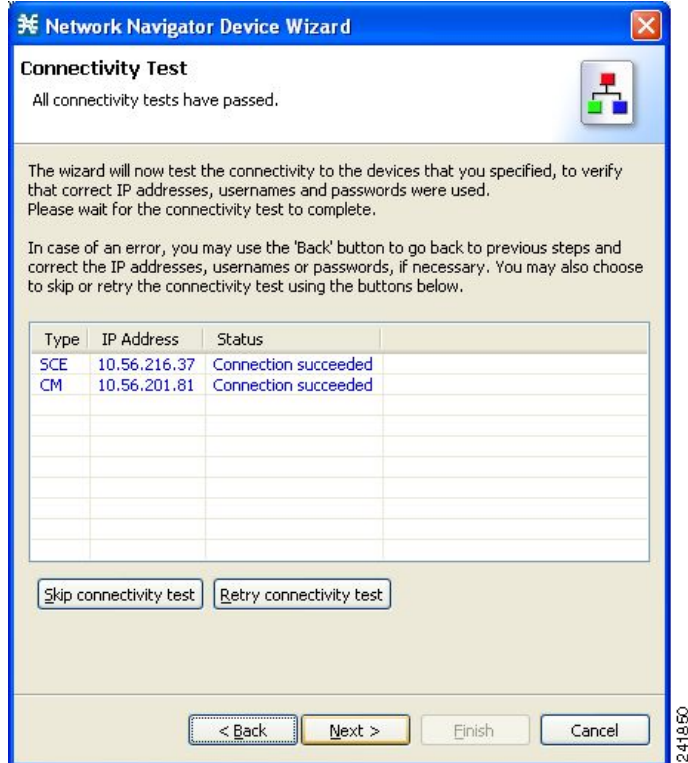 Network Navigator Device Wizard
Connectivity Test
All connectivity tests have passed.
The wizard will now test the connectivity to the devices that you specified, to verify
that correct IP addresses, usernames and passwords were used.
Please wait for the connectivity test to complete.
In case of an error, you may use the 'Back' button to go back to previous steps and
correct the IP addresses, usernames or passwords, if necessary. You may also choose
to skip or retry the connectivity test using the buttons below.
Type IP Address Status
SCE 10.56.216.37 Connection succeeded
CM 10.56.201.81 Connection succeeded
Skip connectivity test Retry connectivity test
< Back Next > Finish Cancel
241850